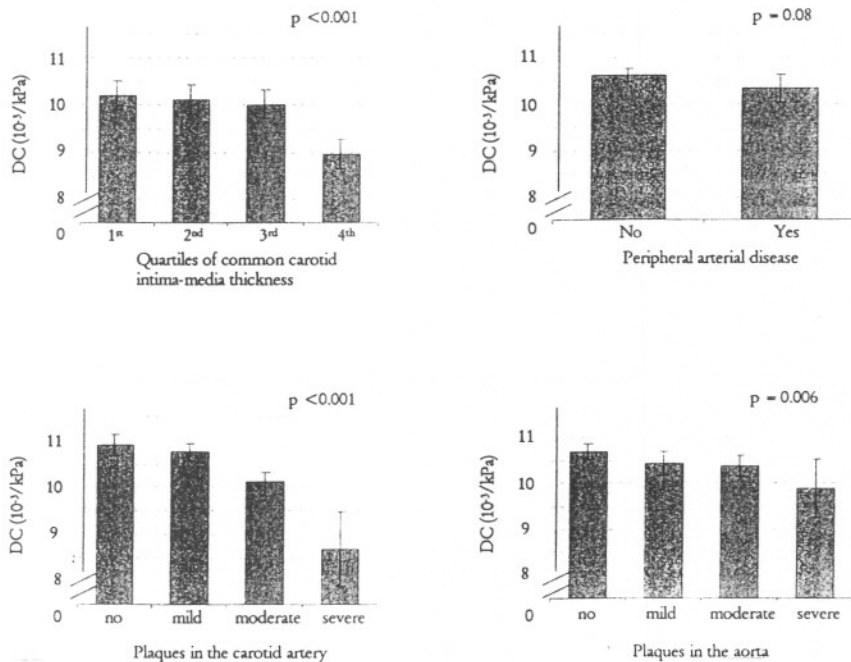 p <0.001
11
10
9
8
0
DC (10⁻³/kPa)
1st 2nd 3rd 4th
Quartiles of common carotid
intima-media thickness
p = 0.08
11
10
9
8
0
DC (10⁻³/kPa)
No Yes
Peripheral arterial disease
p <0.001
11
10
9
8
0
DC (10⁻³/kPa)
no mild moderate severe
Plaques in the carotid artery
p = 0.006
11
10
9
8
0
DC (10⁻³/kPa)
no mild moderate severe
Plaques in the aorta